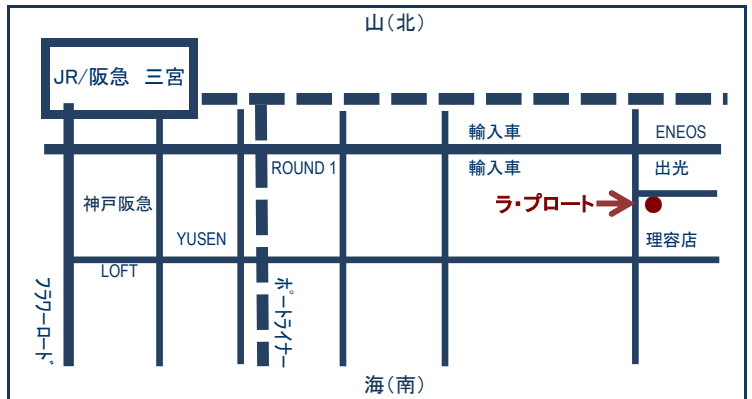 山(北)
JR/阪急 三宮
輸入車
ENEOS
ROUND 1
輸入車
出光
神戸阪急
ラ・プロート
YUSEN
理容店
LOFT
フラワーロード
ポートライナー
海(南)